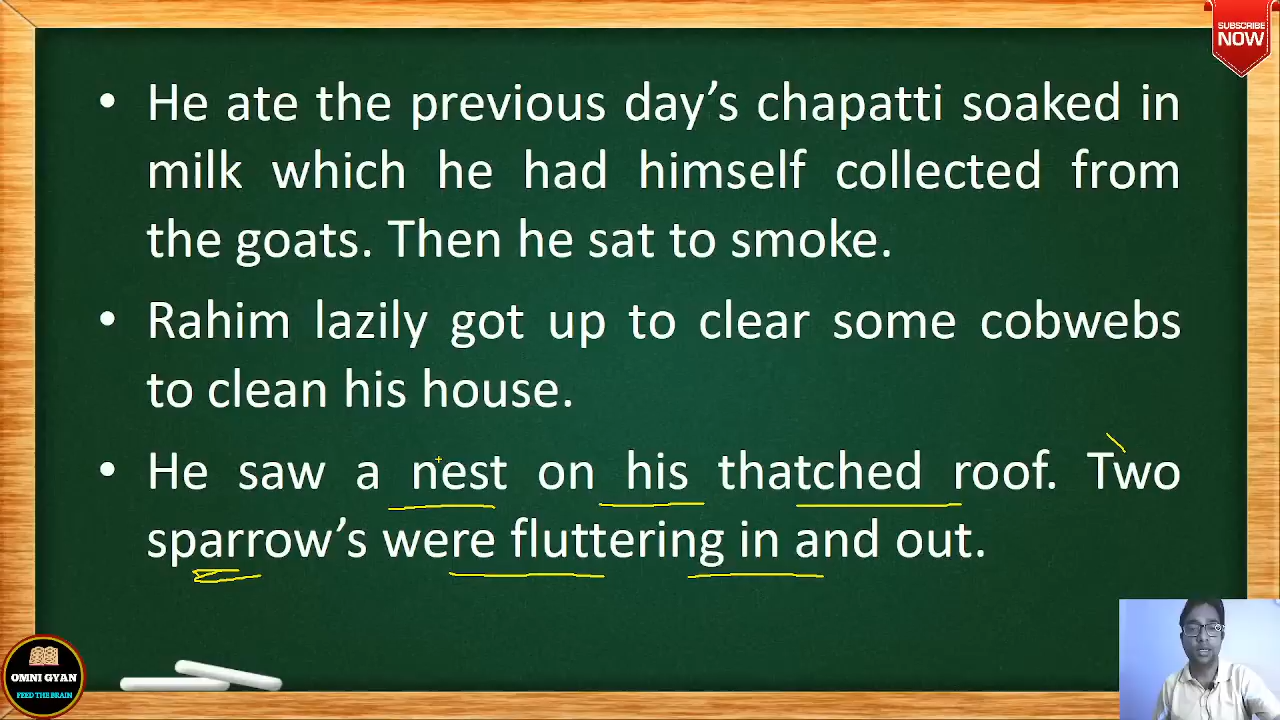 SUBSCRIBE
NOW
• He ate the previous day’s chapatti soaked in
milk which he had himself collected from
the goats. Then he sat to smoke.
• Rahim lazily got up to clear some cobwebs
to clean his house.
• He saw a nest on his thatched roof. Two
sparrow’s were fluttering in and out.
OMNI GYAN
FEED THE BRAIN